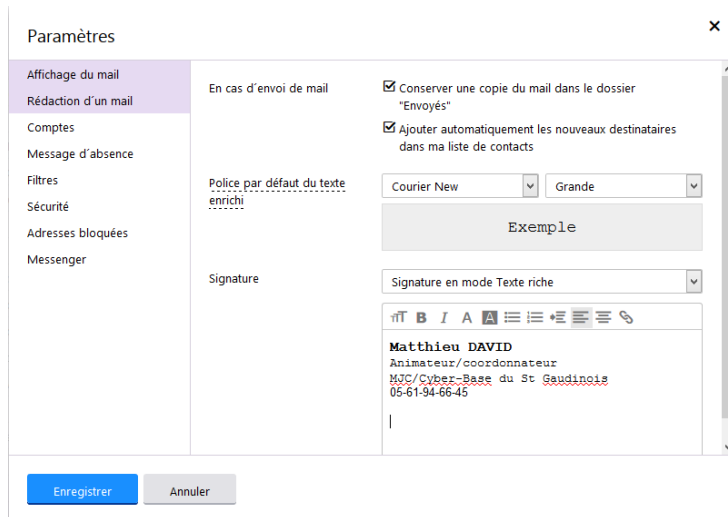 Paramètres
×
Affichage du mail
Rédaction d´un mail
Comptes
Message d´absence
Filtres
Sécurité
Adresses bloquées
Messenger
En cas d´envoi de mail
Conserver une copie du mail dans le dossier
"Envoyés"
Ajouter automatiquement les nouveaux destinataires
dans ma liste de contacts
Police par défaut du texte
enrichi
Courier New
Grande
Exemple
Signature
Signature en mode Texte riche
TT B I A A
Matthieu DAVID
Animateur/coordonnateur
MJC/Cyber-Base du St Gaudinois
05-61-94-66-45
Enregistrer
Annuler